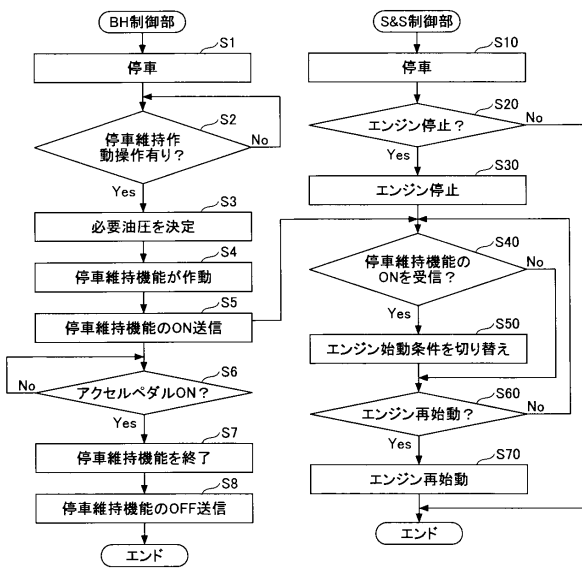 BH制御部
S1
停車
S2
停車維持作
動操作有り？
No
Yes
S3
必要油圧を決定
S4
停車維持機能が作動
S5
停車維持機能のON送信
S6
No
アクセルペダルON？
Yes
S7
停車維持機能を終了
S8
停車維持機能のOFF送信
エンド
S&S制御部
S10
停車
S20
エンジン停止？
No
Yes
S30
エンジン停止
S40
停車維持機能の
ONを受信？
No
Yes
S50
エンジン始動条件を切り替え
S60
エンジン再始動？
No
Yes
S70
エンジン再始動
エンド